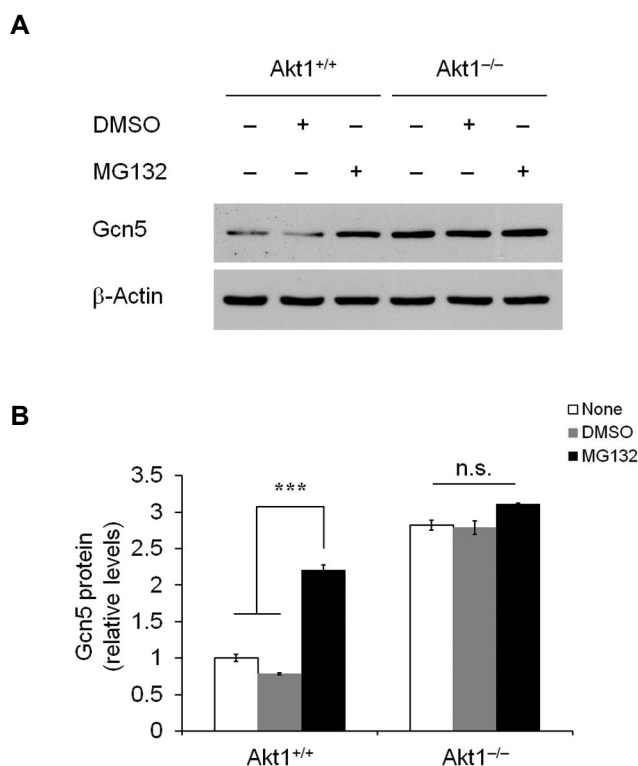 A
Akt1⁺/⁺ Akt1⁻/⁻
DMSO – + – – + –
MG132 – – + – – +
Gcn5
β-Actin
B
None
DMSO
MG132
n.s.
***
3.5
3
2.5
2
1.5
1
0.5
0
Gcn5 protein
(relative levels)
Akt1⁺/⁺ Akt1⁻/⁻